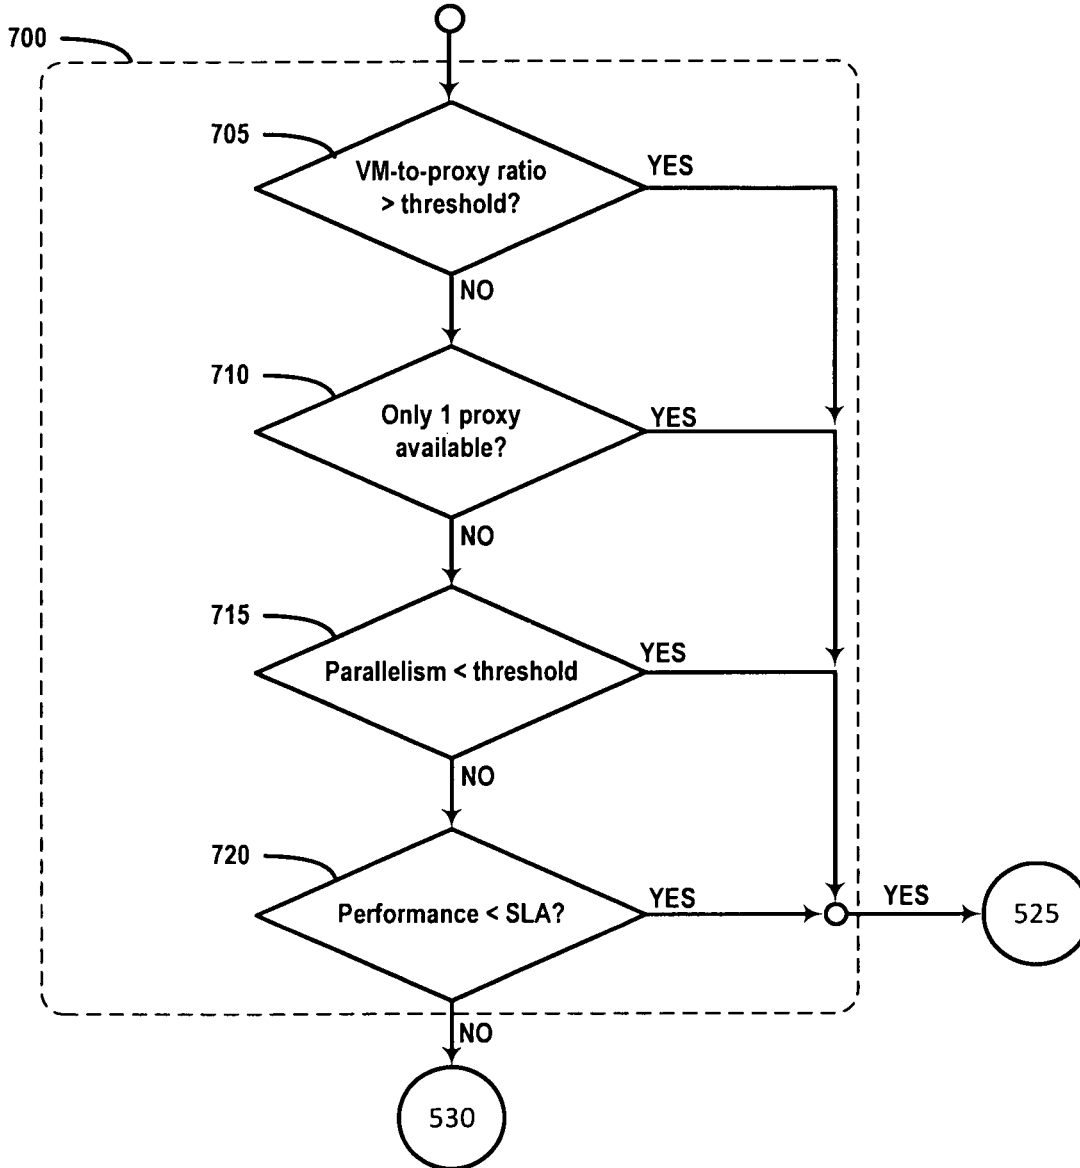 700
705
VM-to-proxy ratio
> threshold?
YES
NO
710
Only 1 proxy
available?
YES
NO
715
Parallelism < threshold
YES
NO
720
Performance < SLA?
YES
YES
525
NO
530